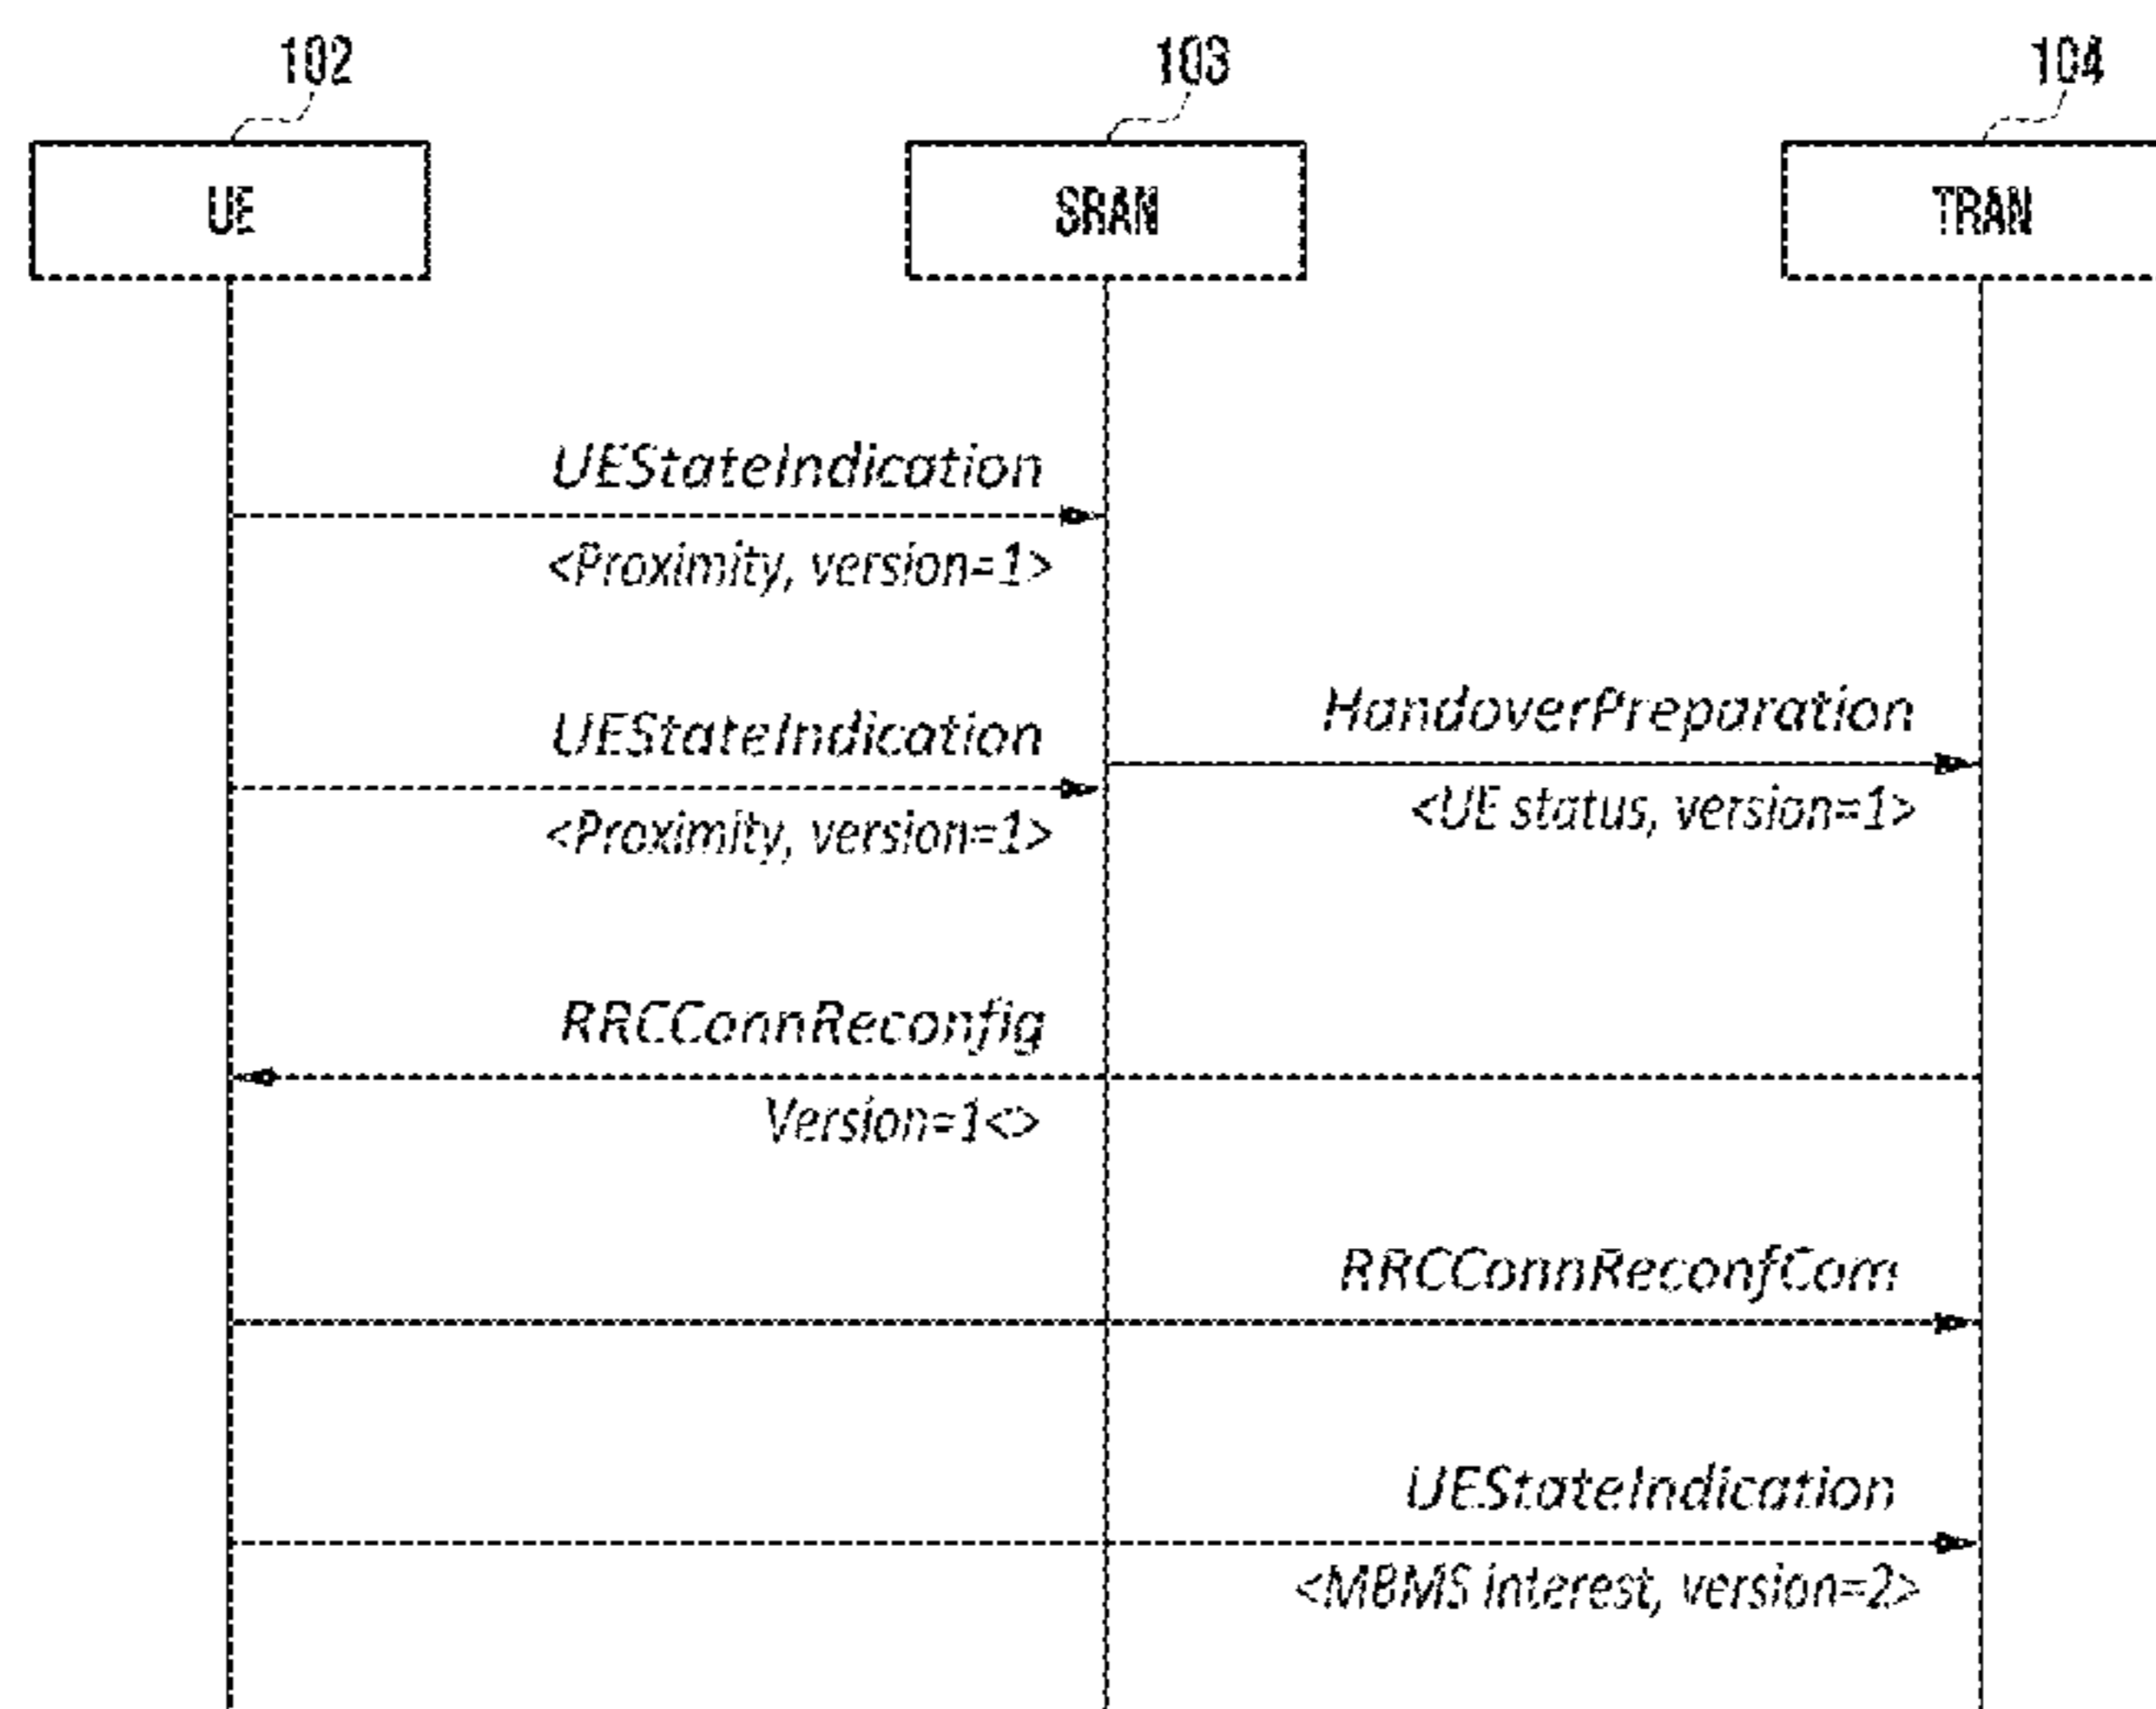 102
103
104
UE
SRAN
TRAN
UEStateIndication
<Proximity, version=1>
UEStateIndication
<Proximity, version=1>
HandoverPreparation
<UE status, version=1>
RRCConnReconfig
Version=1<>
RRCConnReconfCom
UEStateIndication
<MBMS interest, version=2>